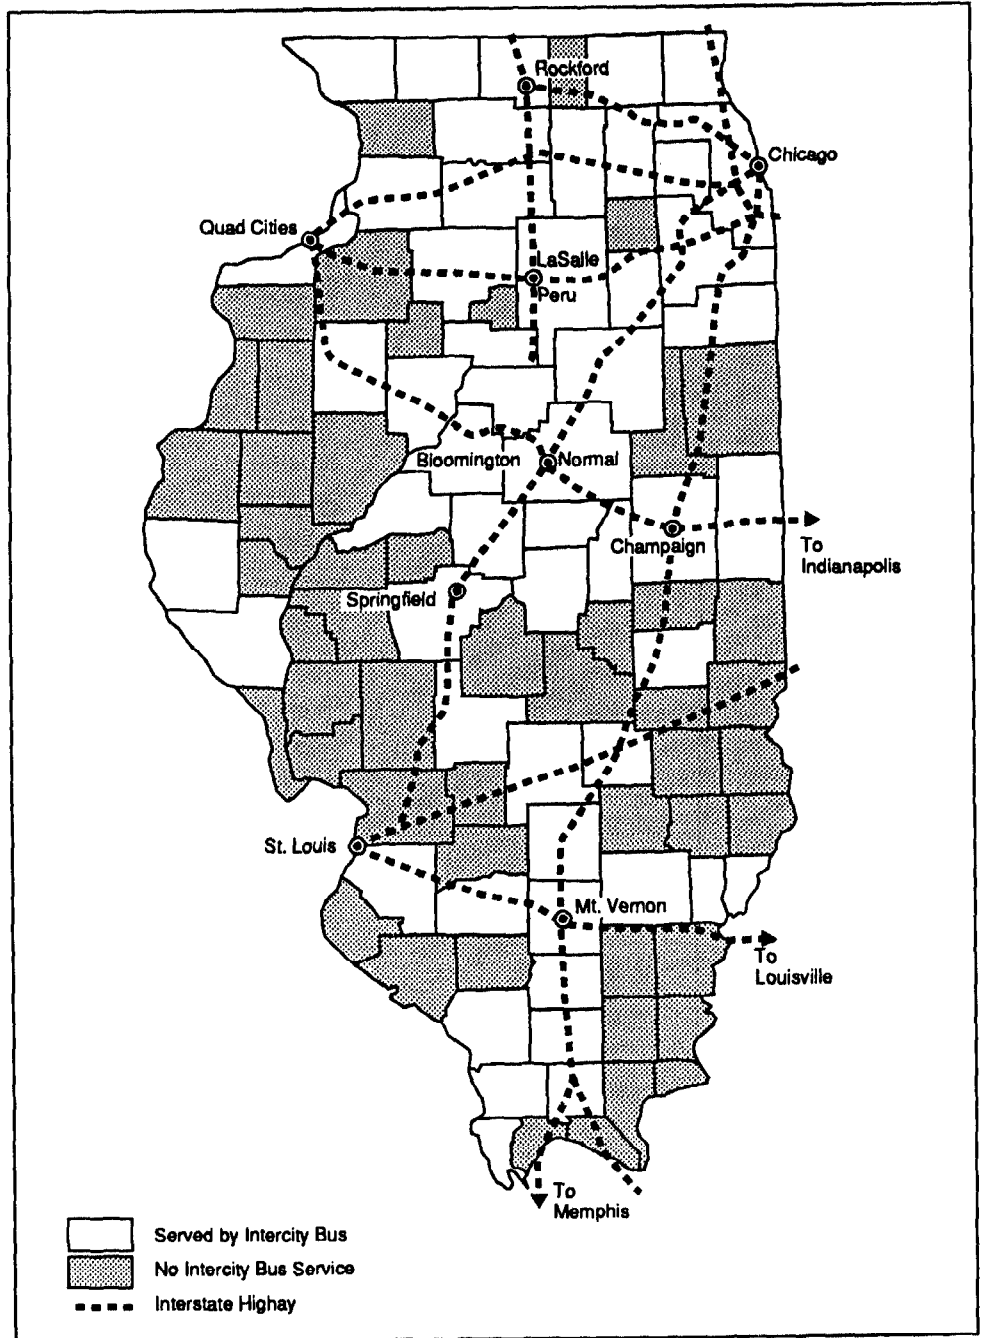 Rockford
Chicago
Quad Cities
LaSalle
Peru
Bloomington
Normal
Champaign
To
Indianapolis
Springfield
St. Louis
Mt. Vernon
To
Louisville
To
Memphis
Served by Intercity Bus
No Intercity Bus Service
Interstate Highay